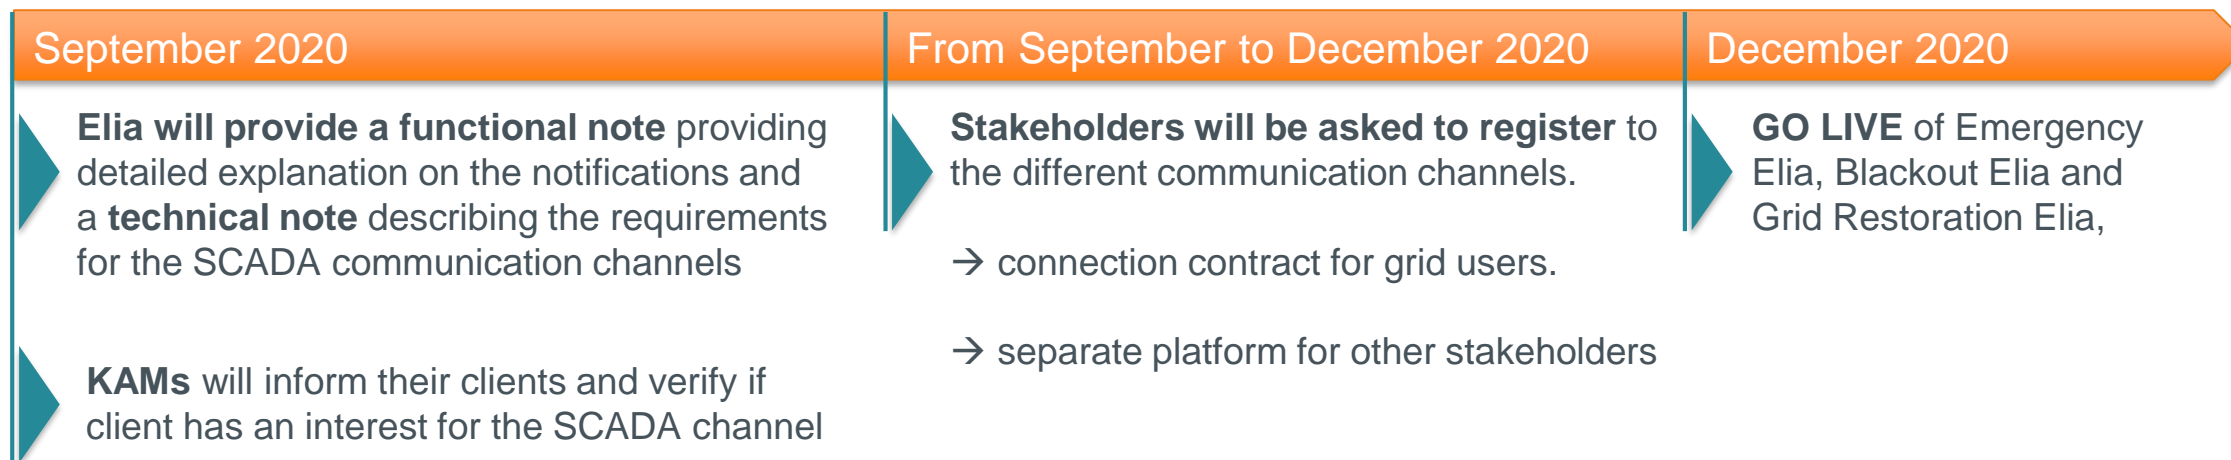 September 2020
Elia will provide a functional note providing
detailed explanation on the notifications and
a technical note describing the requirements
for the SCADA communication channels
KAMs will inform their clients and verify if
client has an interest for the SCADA channel
From September to December 2020
Stakeholders will be asked to register to
the different communication channels.
→ connection contract for grid users.
→ separate platform for other stakeholders
December 2020
GO LIVE of Emergency
Elia, Blackout Elia and
Grid Restoration Elia,